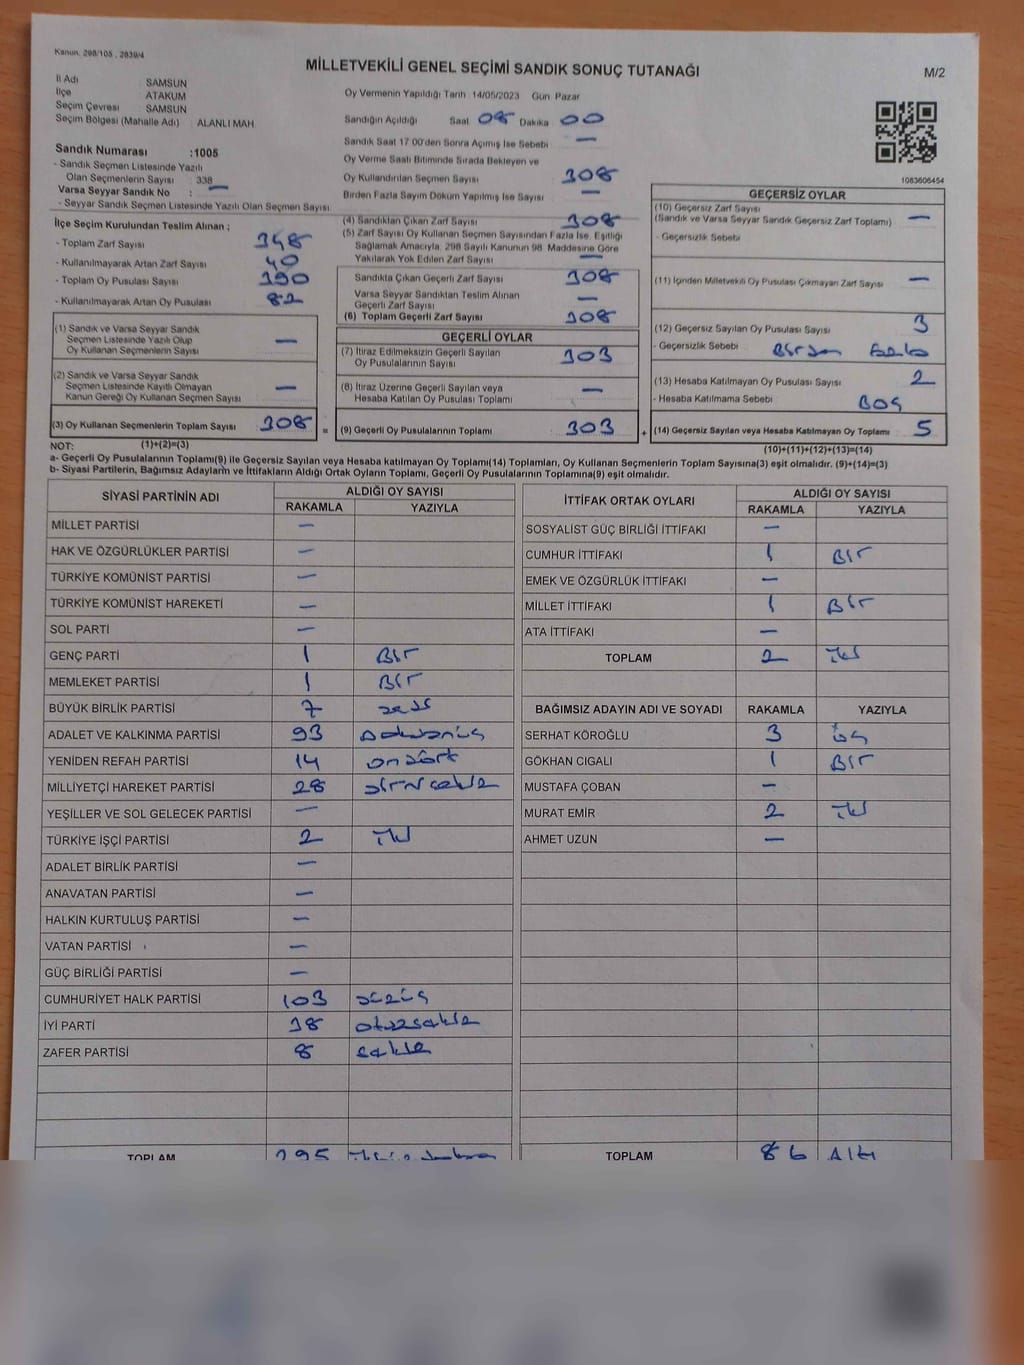 Kanun. 298/105 , 2839/4
MİLLETVEKİLİ GENEL SEÇİMİ SANDIK SONUÇ TUTANAĞI
M/2
İl Adı SAMSUN
İlçe ATAKUM
Seçim Çevresi SAMSUN
Seçim Bölgesi (Mahalle Adı) ALANLI MAH.
Sandık Numarası :1005
- Sandık Seçmen Listesinde Yazılı
Olan Seçmenlerin Sayısı : 338
Varsa Seyyar Sandık No : —
- Seyyar Sandık Seçmen Listesinde Yazılı Olan Seçmen Sayısı:
Oy Vermenin Yapıldığı Tarih 14/05/2023 Gün Pazar
Sandığın Açıldığı Saat 08 Dakika 00
Sandık Saat 17 00'den Sonra Açmış İse Sebebi —
Oy Verme Saati Bitiminde Sırada Bekleyen ve
Oy Kullandırılan Seçmen Sayısı 308
Birden Fazla Sayım Döküm Yapılmış İse Sayısı —
1083606454
İlçe Seçim Kurulundan Teslim Alınan ;
- Toplam Zarf Sayısı 348
- Kullanılmayarak Artan Zarf Sayısı 40
- Toplam Oy Pusulası Sayısı 390
- Kullanılmayarak Artan Oy Pusulası 82
(4) Sandıktan Çıkan Zarf Sayısı 308
(5) Zarf Sayısı Oy Kullanan Seçmen Sayısından Fazla İse, Eşitliği
Sağlamak Amacıyla, 298 Sayılı Kanunun 98. Maddesine Göre
Yakılarak Yok Edilen Zarf Sayısı —
Sandıkta Çıkan Geçerli Zarf Sayısı 308
Varsa Seyyar Sandıktan Teslim Alınan
Geçerli Zarf Sayısı —
(6) Toplam Geçerli Zarf Sayısı 308
GEÇERSİZ OYLAR
(10) Geçersiz Zarf Sayısı
(Sandık ve Varsa Seyyar Sandık Geçersiz Zarf Toplamı) —
- Geçersizlik Sebebi
(11) İçinden Milletvekili Oy Pusulası Çıkmayan Zarf Sayısı —
(12) Geçersiz Sayılan Oy Pusulası Sayısı 3
- Geçersizlik Sebebi Birden fazla
(13) Hesaba Katılmayan Oy Pusulası Sayısı 2
- Hesaba Katılmama Sebebi BOŞ
(1) Sandık ve Varsa Seyyar Sandık
Seçmen Listesinde Yazılı Olup
Oy Kullanan Seçmenlerin Sayısı —
(2) Sandık ve Varsa Seyyar Sandık
Seçmen Listesinde Kayıtlı Olmayan
Kanun Gereği Oy Kullanan Seçmen Sayısı —
GEÇERLİ OYLAR
(7) İtiraz Edilmeksizin Geçerli Sayılan
Oy Pusulalarının Sayısı 303
(8) İtiraz Üzerine Geçerli Sayılan veya
Hesaba Katılan Oy Pusulası Toplamı —
(3) Oy Kullanan Seçmenlerin Toplam Sayısı 308 = (9) Geçerli Oy Pusulalarının Toplamı 303 + (14) Geçersiz Sayılan veya Hesaba Katılmayan Oy Toplamı 5
NOT: (1)+(2)=(3) (10)+(11)+(12)+(13)=(14)
a- Geçerli Oy Pusulalarının Toplamı(9) ile Geçersiz Sayılan veya Hesaba katılmayan Oy Toplamı(14) Toplamları, Oy Kullanan Seçmenlerin Toplam Sayısına(3) eşit olmalıdır. (9)+(14)=(3)
b- Siyasi Partilerin, Bağımsız Adayların ve İttifakların Aldığı Ortak Oyların Toplamı, Geçerli Oy Pusulalarının Toplamına(9) eşit olmalıdır.
SİYASİ PARTİNİN ADI ALDIĞI OY SAYISI
RAKAMLA YAZIYLA
MİLLET PARTİSİ —
HAK VE ÖZGÜRLÜKLER PARTİSİ —
TÜRKİYE KOMÜNİST PARTİSİ —
TÜRKİYE KOMÜNİST HAREKETİ —
SOL PARTİ —
GENÇ PARTİ 1 Bir
MEMLEKET PARTİSİ 1 Bir
BÜYÜK BİRLİK PARTİSİ 7
ADALET VE KALKINMA PARTİSİ 93
YENİDEN REFAH PARTİSİ 14 ondört
MİLLİYETÇİ HAREKET PARTİSİ 28
YEŞİLLER VE SOL GELECEK PARTİSİ —
TÜRKİYE İŞÇİ PARTİSİ 2 İki
ADALET BİRLİK PARTİSİ —
ANAVATAN PARTİSİ —
HALKIN KURTULUŞ PARTİSİ —
VATAN PARTİSİ —
GÜÇ BİRLİĞİ PARTİSİ —
CUMHURİYET HALK PARTİSİ 103 yüzüç
İYİ PARTİ 38 otuzsekiz
ZAFER PARTİSİ 8 sekiz
TOPLAM 295
İTTİFAK ORTAK OYLARI ALDIĞI OY SAYISI
RAKAMLA YAZIYLA
SOSYALİST GÜÇ BİRLİĞİ İTTİFAKI —
CUMHUR İTTİFAKI 1 Bir
EMEK VE ÖZGÜRLÜK İTTİFAKI —
MİLLET İTTİFAKI 1 Bir
ATA İTTİFAKI —
TOPLAM 2 İki
BAĞIMSIZ ADAYIN ADI VE SOYADI RAKAMLA YAZIYLA
SERHAT KÖROĞLU 3 üç
GÖKHAN CIGALI 1 Bir
MUSTAFA ÇOBAN —
MURAT EMİR 2 İki
AHMET UZUN —
TOPLAM 6 Altı